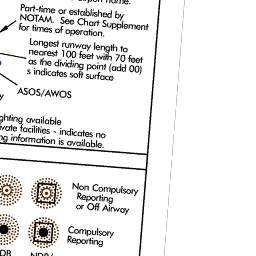 Part-time or established by
NOTAM. See Chart Supplement
for times of operation.
Longest runway length to
nearest 100 feet with 70 feet
as the dividing point (add 00)
s indicates soft surface
ASOS/AWOS
ghting available
vate facilities - indicates no
ng information is available.
Non Compulsory
Reporting
or Off Airway
Compulsory
Reporting